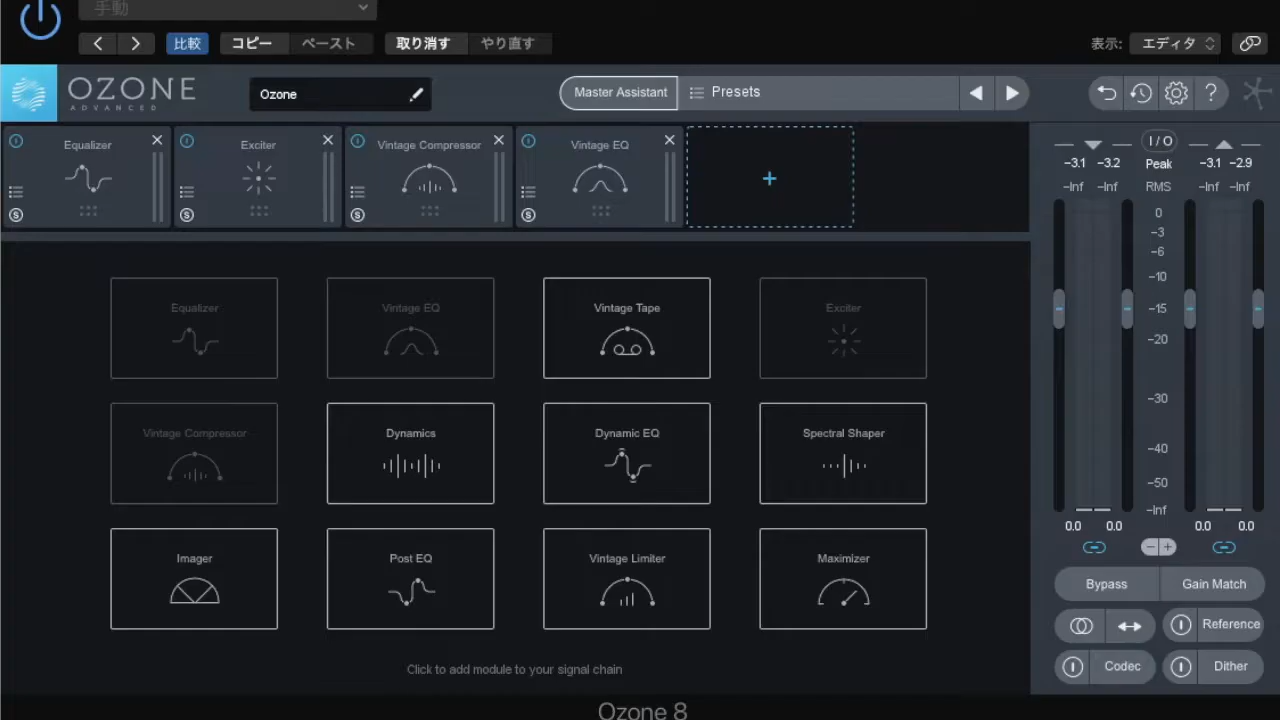 手動
比較 コピー ペースト 取り消す やり直す 表示: エディタ
OZONE
ADVANCED
Ozone
Master Assistant Presets
?
Equalizer Exciter Vintage Compressor Vintage EQ
S S S S
+
I / O
-3.1 -3.2 Peak -3.1 -2.9
-Inf -Inf RMS -Inf -Inf
0
-3
-6
-10
-15
-20
-30
-40
-50
-Inf
0.0 0.0 0.0 0.0
Equalizer Vintage EQ Vintage Tape Exciter
Vintage Compressor Dynamics Dynamic EQ Spectral Shaper
Imager Post EQ Vintage Limiter Maximizer
Click to add module to your signal chain
Bypass Gain Match
Reference
Codec Dither
Ozone 8